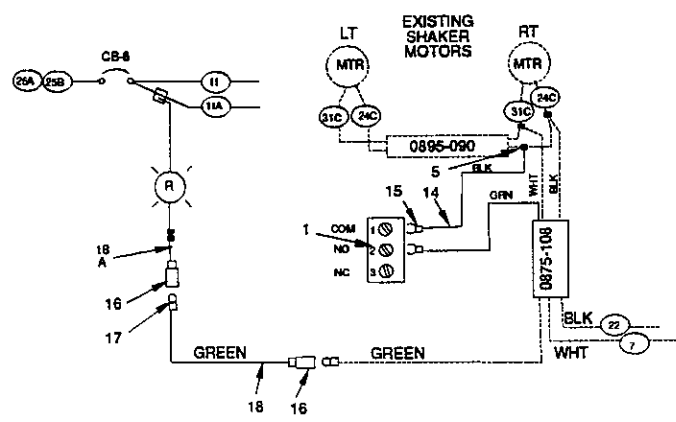 EXISTING
SHAKER
MOTORS
LT
RT
MTR
MTR
CB-6
26A
25B
11
11A
31C
24C
31C
24C
0895-090
5
BLK
WHT
BLK
R
15
14
GRN
1
COM
1
NO
2
NC
3
0875-108
18
A
16
17
BLK
22
WHT
7
GREEN
GREEN
18
16